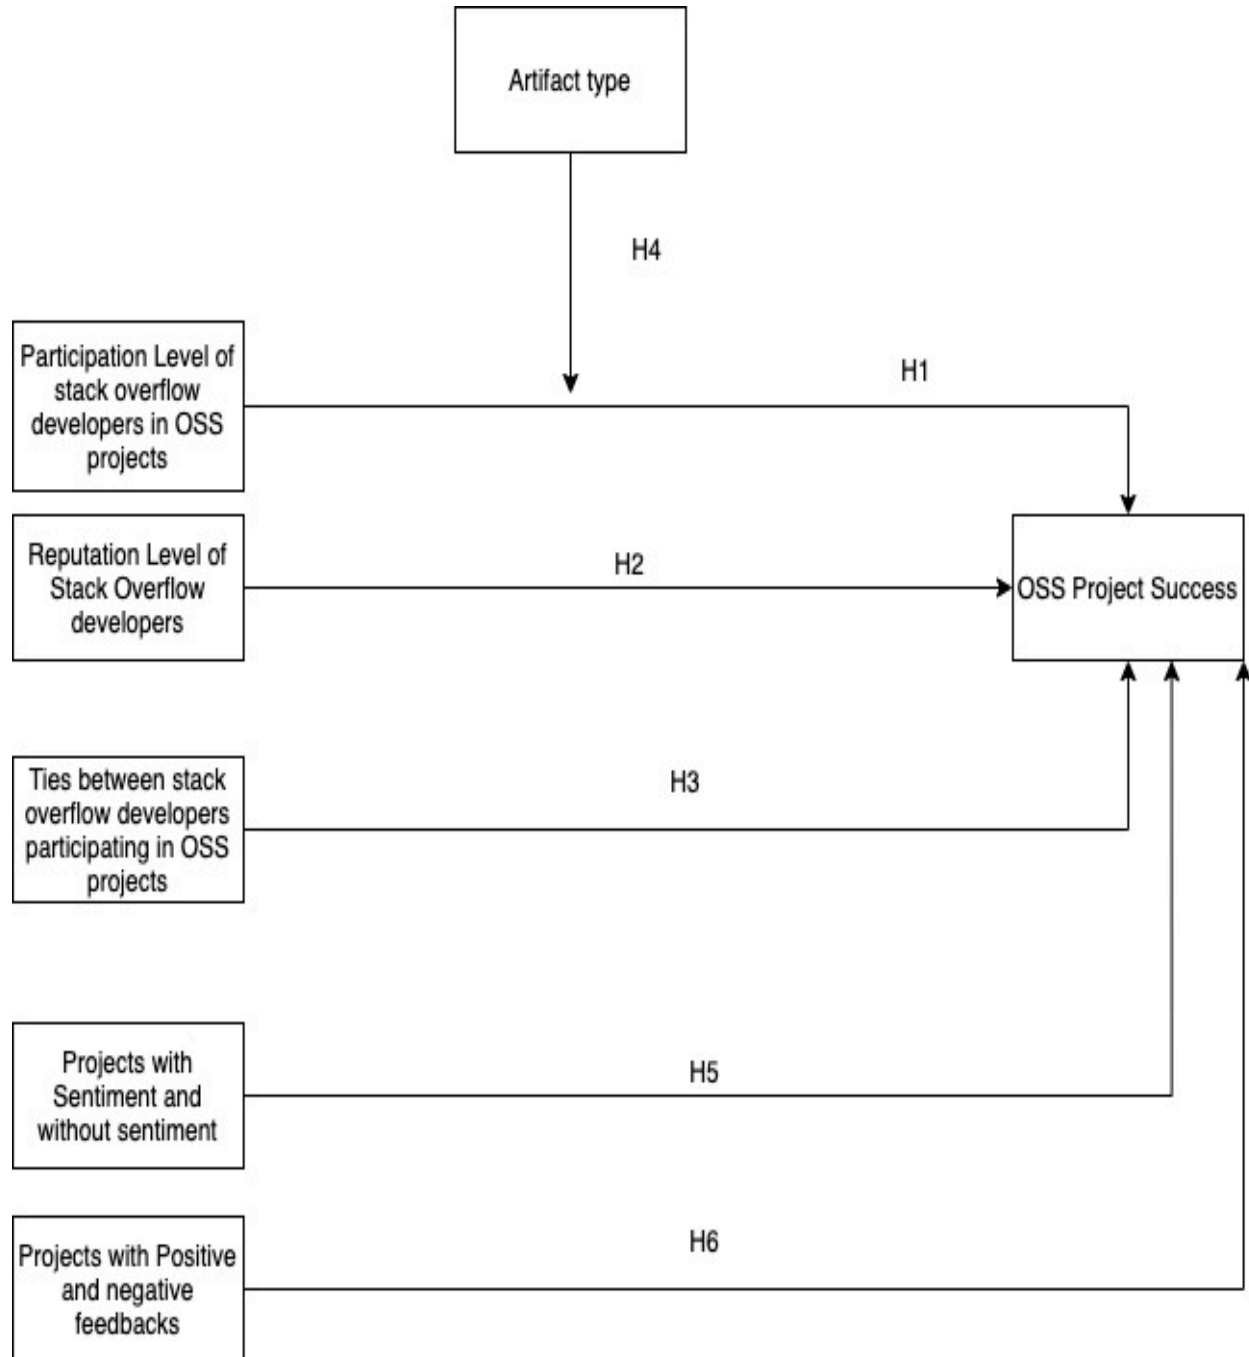 Artifact type
H4
Participation Level of
stack overflow
developers in OSS
projects
H1
Reputation Level of
Stack Overflow
developers
H2
OSS Project Success
Ties between stack
overflow developers
participating in OSS
projects
H3
Projects with
Sentiment and
without sentiment
H5
Projects with Positive
and negative
feedbacks
H6